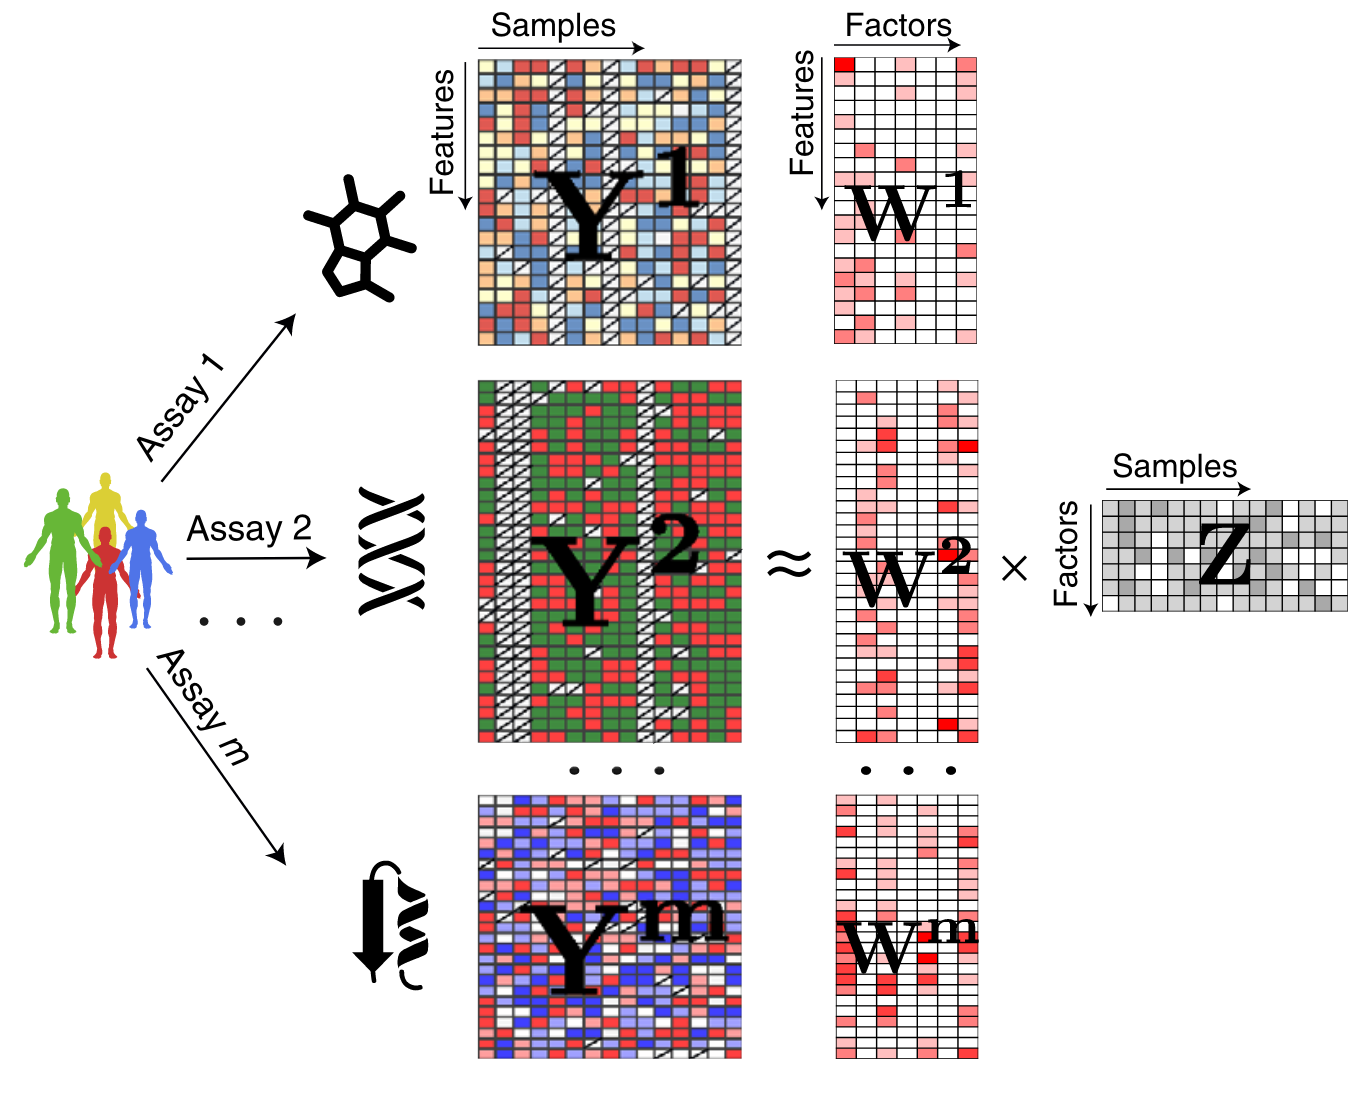 Samples
Factors
Features
Features
Y¹
W¹
Assay 1
Assay 2
. . .
Assay m
Y²
≈
W²
×
Samples
Factors
Z
. . .
. . .
Yᵐ
Wᵐ